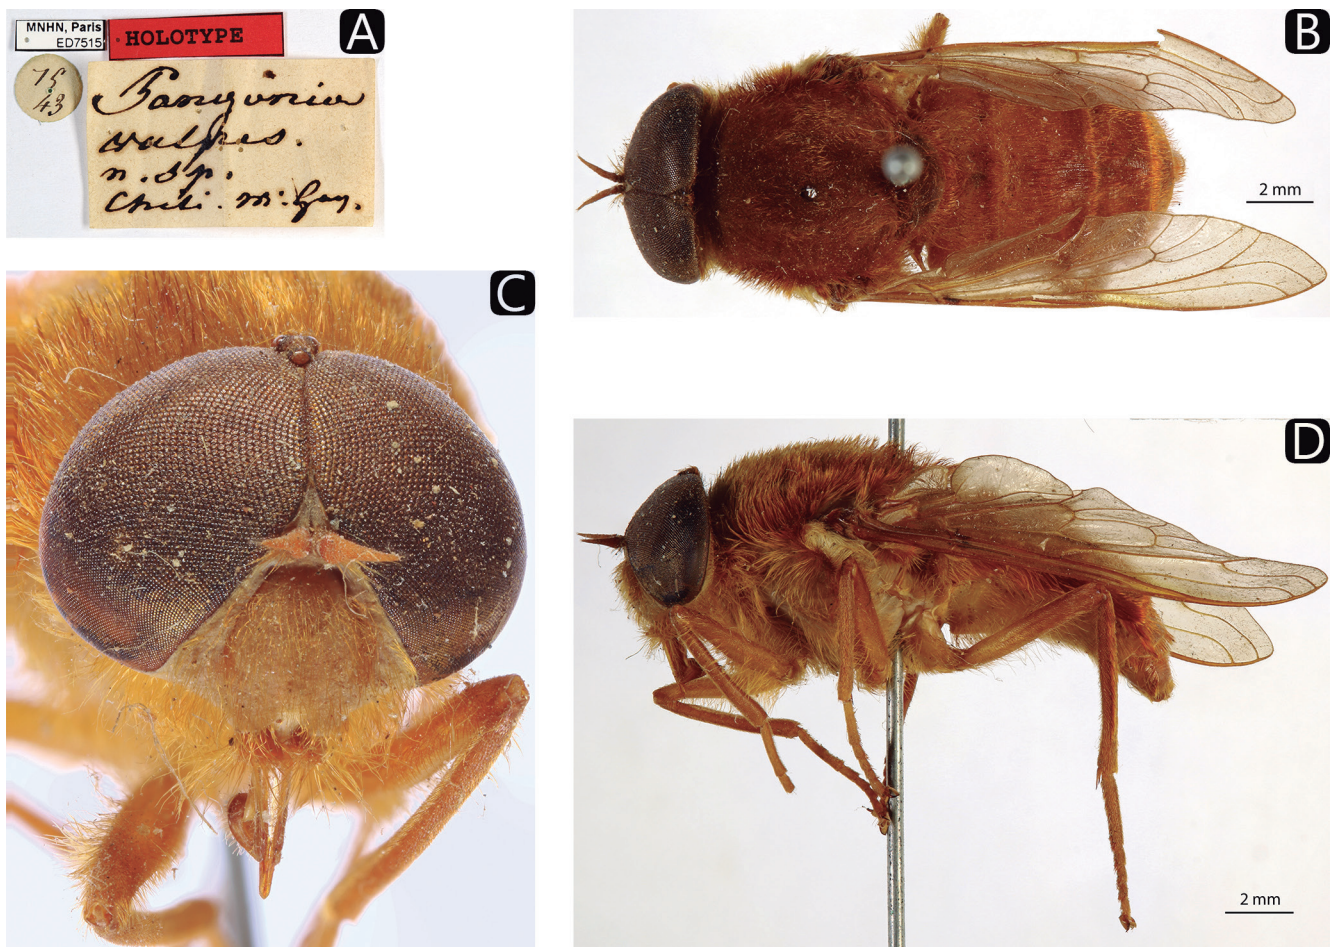 MNHN, Paris
ED7515
HOLOTYPE
A
75
43
Pangonia
vulpes.
n. sp.
Chili. m. Gay.
B
2 mm
C
D
2 mm